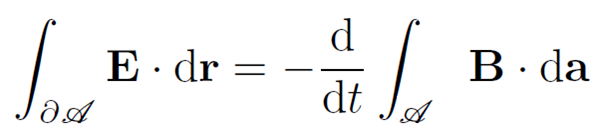 ∫_{∂𝒜} 𝐄 · d𝐫 = − d/dt ∫_{𝒜} 𝐁 · d𝐚